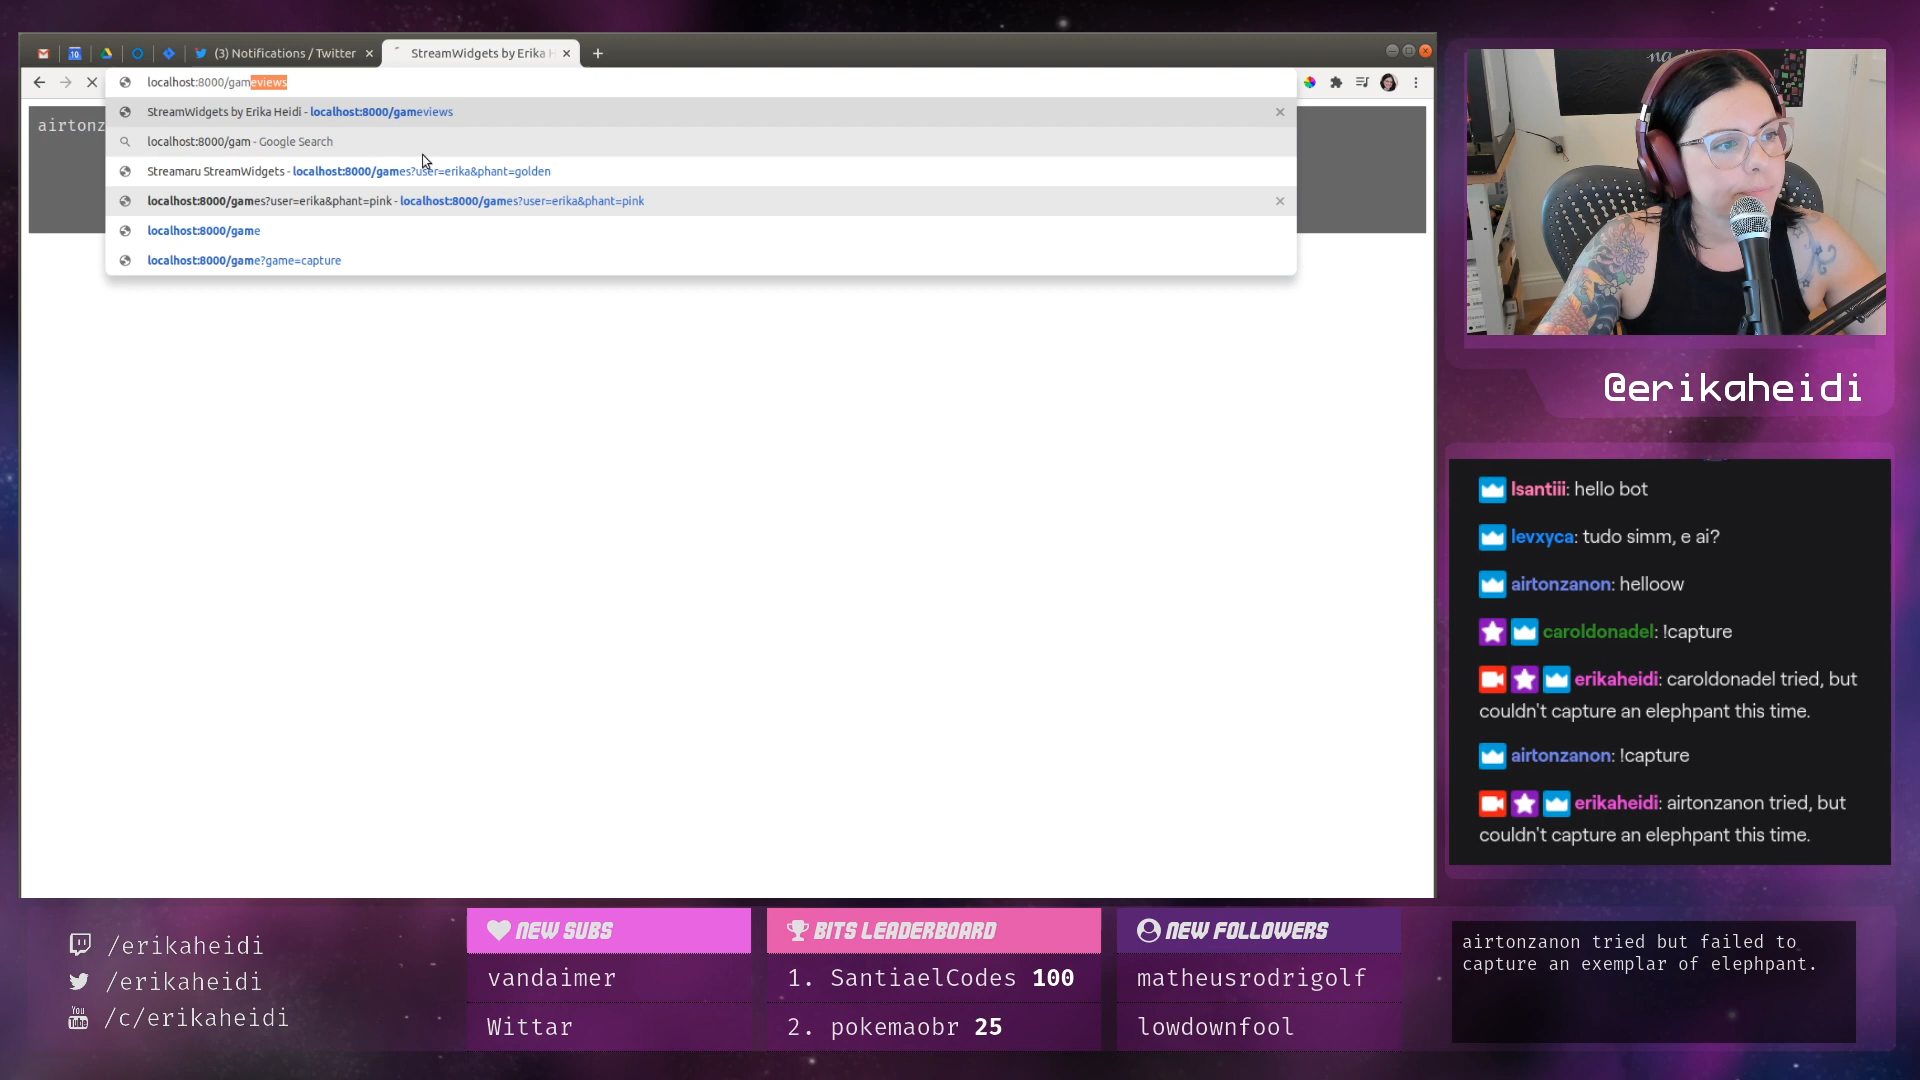 (3) Notifications / Twitter
StreamWidgets by Erika H
localhost:8000/gameviews
StreamWidgets by Erika Heidi - localhost:8000/gameviews
localhost:8000/gam - Google Search
Streamaru StreamWidgets - localhost:8000/games?user=erika&phant=golden
localhost:8000/games?user=erika&phant=pink - localhost:8000/games?user=erika&phant=pink
localhost:8000/game
localhost:8000/game?game=capture
airtonz
@erikaheidi
lsantiii: hello bot
levxyca: tudo simm, e ai?
airtonzanon: helloow
caroldonadel: !capture
erikaheidi: caroldonadel tried, but
couldn't capture an elephpant this time.
airtonzanon: !capture
erikaheidi: airtonzanon tried, but
couldn't capture an elephpant this time.
/erikaheidi
/erikaheidi
You Tube /c/erikaheidi
NEW SUBS
vandaimer
Wittar
BITS LEADERBOARD
1. SantiaelCodes 100
2. pokemaobr 25
NEW FOLLOWERS
matheusrodrigolf
lowdownfool
airtonzanon tried but failed to
capture an exemplar of elephpant.